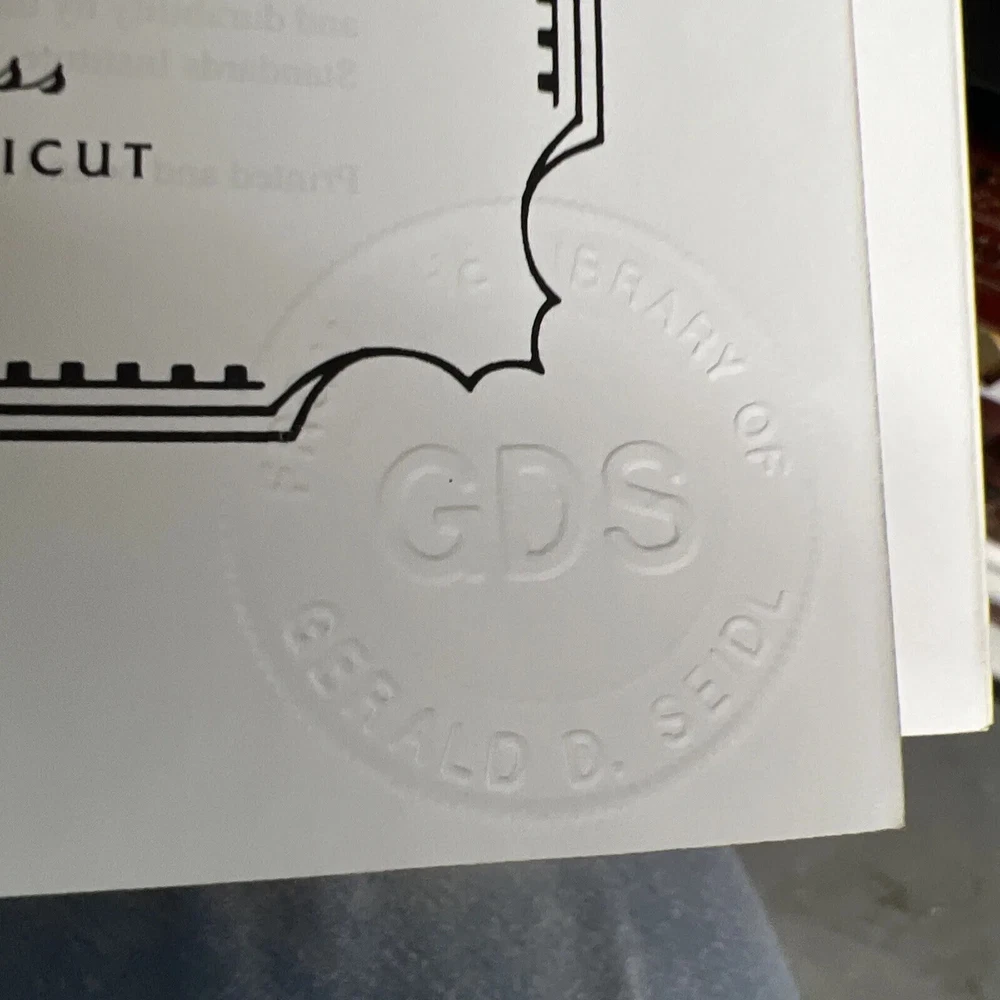 ss
ICUT
LIBRARY OF
GDS
GERALD D. SEIDL